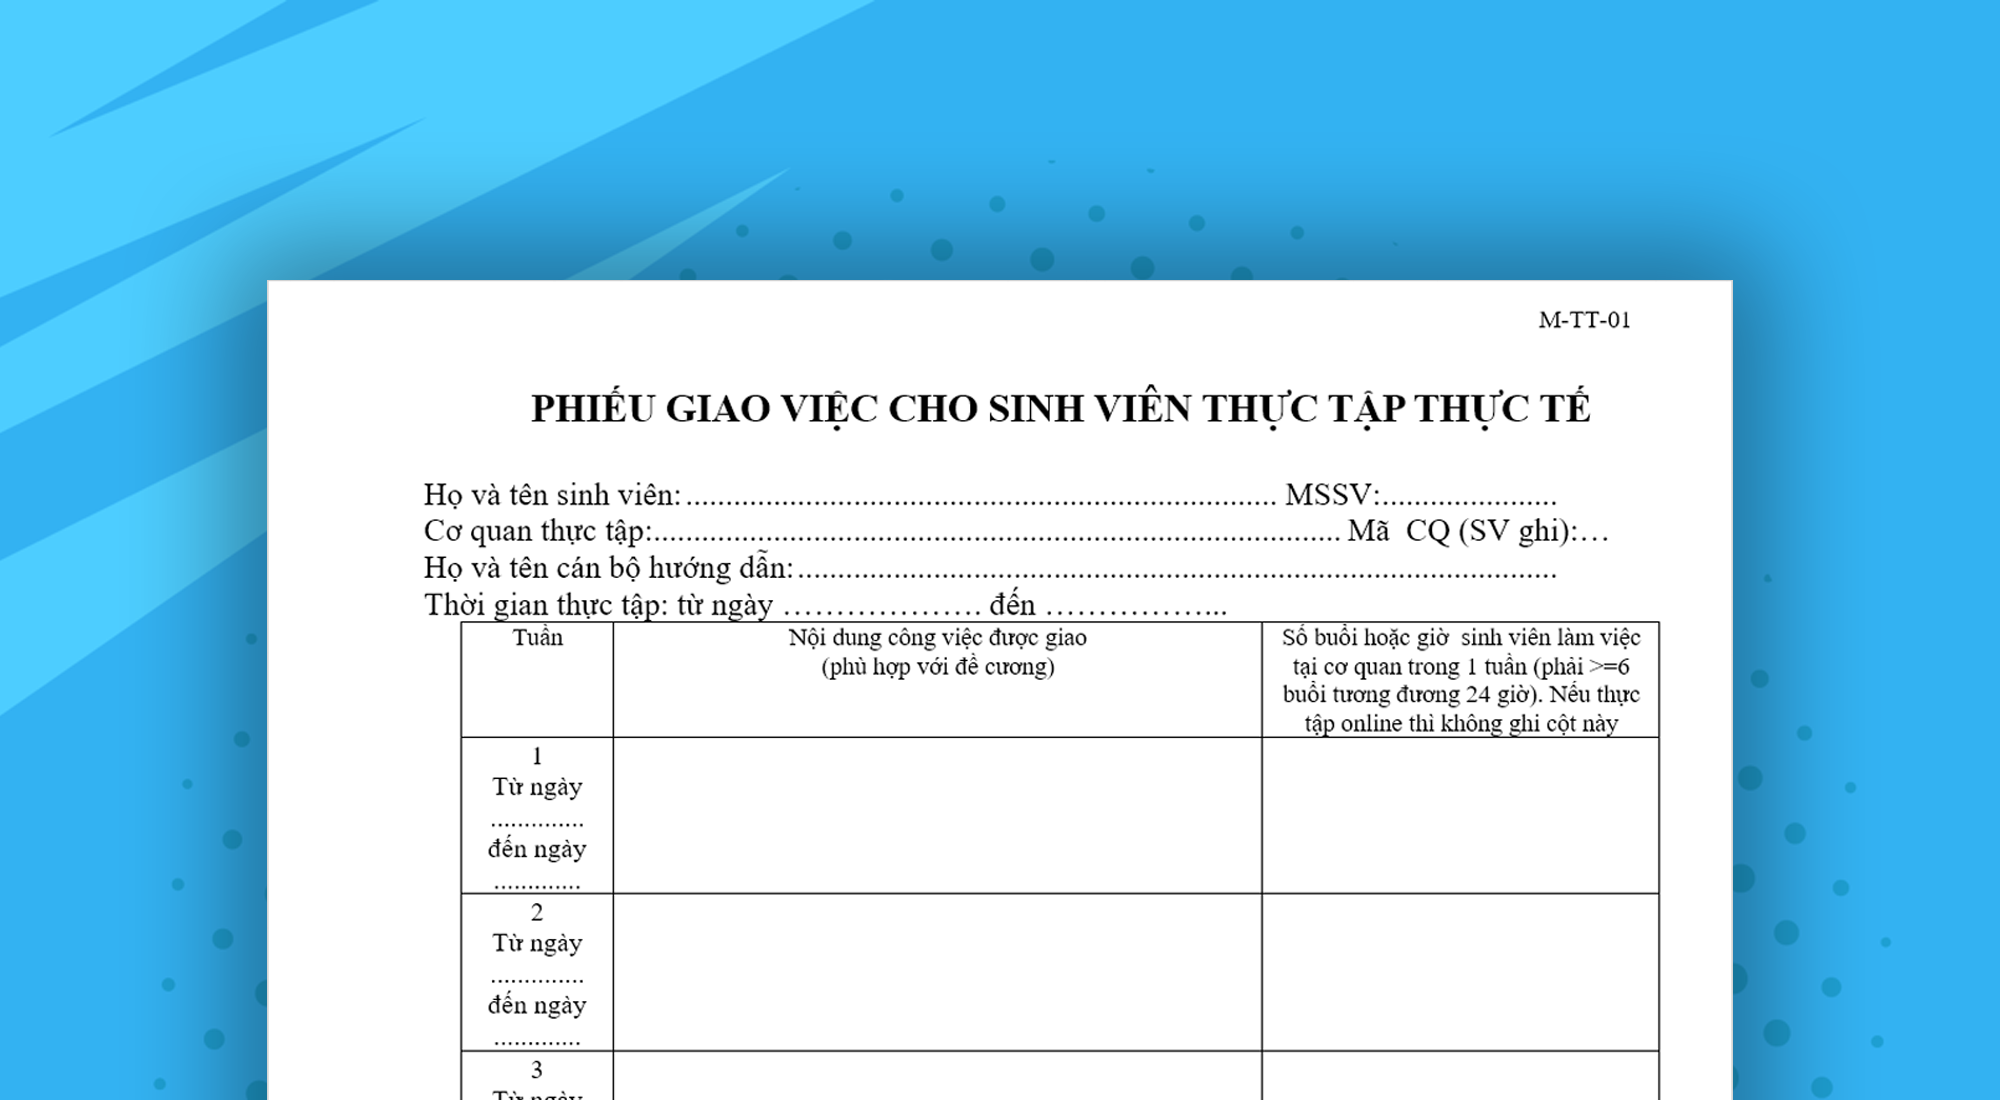 M-TT-01
PHIẾU GIAO VIỆC CHO SINH VIÊN THỰC TẬP THỰC TẾ
Họ và tên sinh viên:.......................................................................... MSSV:......................
Cơ quan thực tập:...................................................................................... Mã CQ (SV ghi):…
Họ và tên cán bộ hướng dẫn:...............................................................................................
Thời gian thực tập: từ ngày …………………. đến ………………...
Tuần
Nội dung công việc được giao
(phù hợp với đề cương)
Số buổi hoặc giờ sinh viên làm việc
tại cơ quan trong 1 tuần (phải >=6
buổi tương đương 24 giờ). Nếu thực
tập online thì không ghi cột này
1
Từ ngày
..............
đến ngày
.............
2
Từ ngày
..............
đến ngày
.............
3
Từ ngày